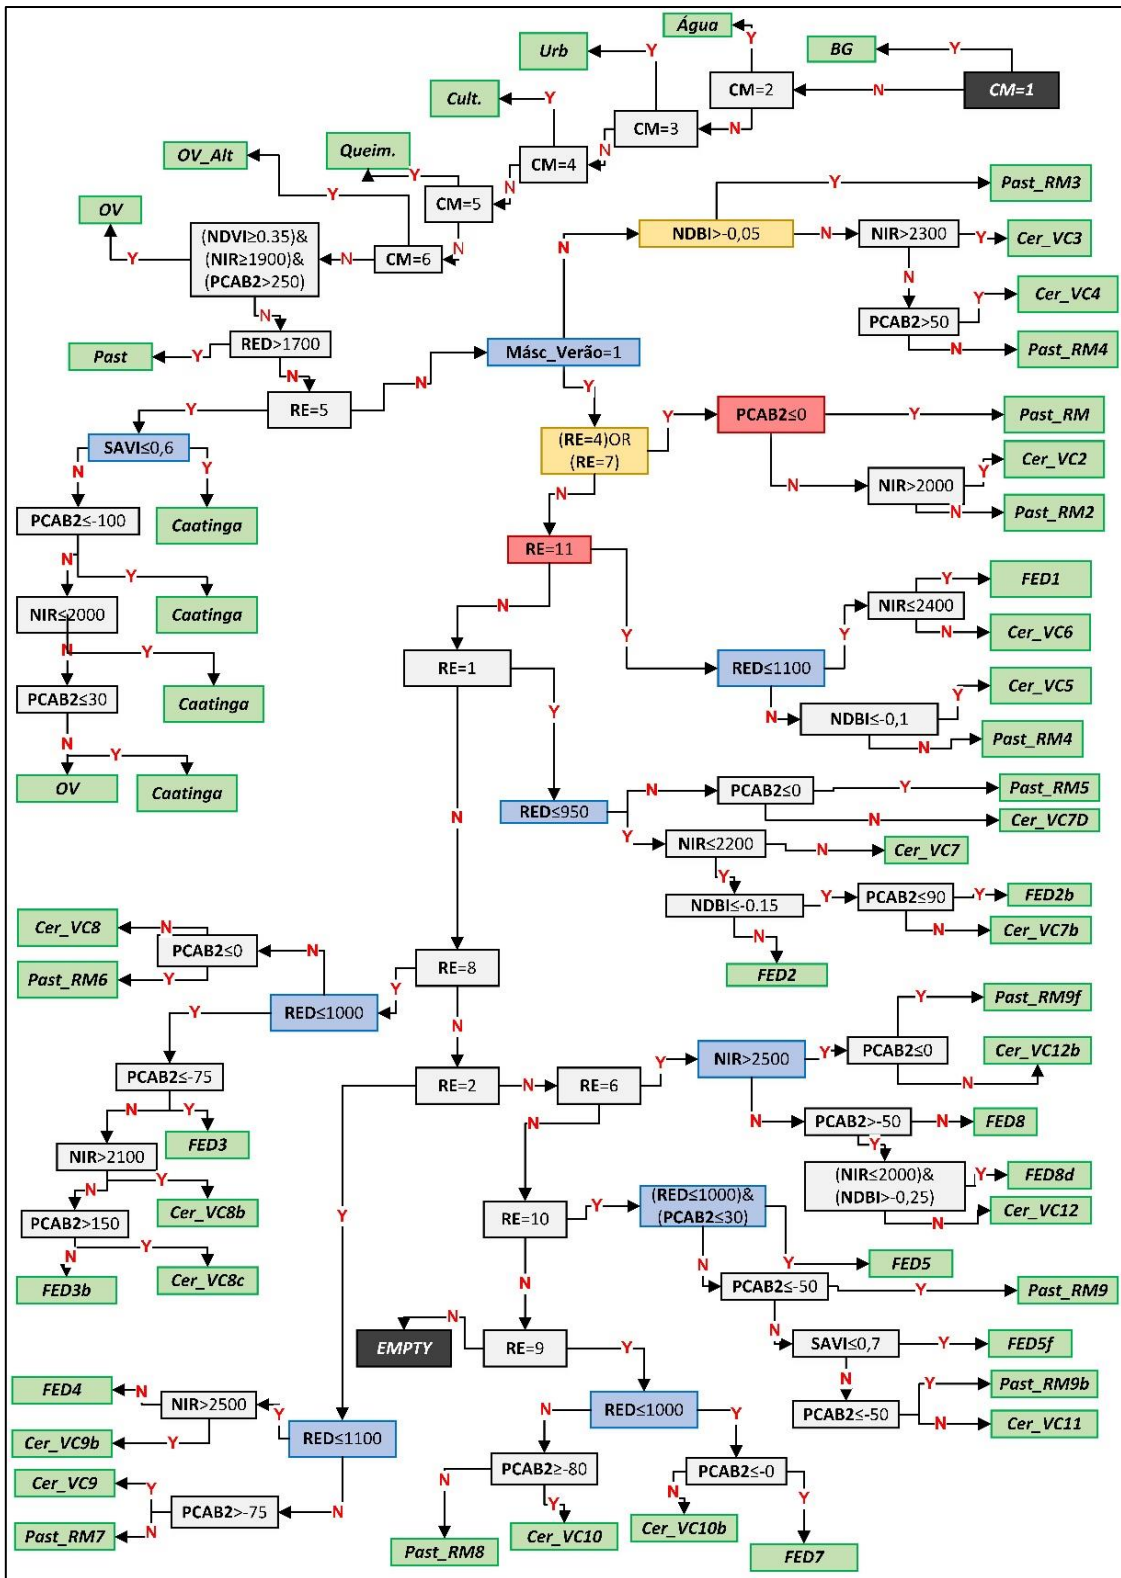 Água
Y
BG
Y
Urb
Y
CM=2
N
CM=1
Cult.
Y
CM=3
N
OV_Alt
Queim.
CM=4
N
Y
Y
CM=5
N
Past_RM3
Y
OV
(NDVI≥0.35)&
(NIR≥1900)&
(PCAB2>250)
Y
N
CM=6
N
NDBI>-0,05
N
NIR>2300
Y
Cer_VC3
N
N
Cer_VC4
Y
PCAB2>50
N
RED>1700
Y
Past
Másc_Verão=1
N
Past_RM4
N
RE=5
N
Y
Y
SAVI≤0,6
N
Y
(RE=4)OR
(RE=7)
Y
PCAB2≤0
Y
Past_RM
Cer_VC2
Y
N
NIR>2000
N
Past_RM2
PCAB2≤-100
Caatinga
N
RE=11
N
Y
NIR≤2000
Caatinga
N
Y
FED1
Y
NIR≤2400
N
Cer_VC6
Y
N
Y
RE=1
RED≤1100
Cer_VC5
Y
PCAB2≤30
Caatinga
N
NDBI≤-0,1
N
Past_RM4
N
Y
Y
OV
Caatinga
N
RED≤950
N
PCAB2≤0
Y
Past_RM5
N
Cer_VC7D
Y
NIR≤2200
N
Cer_VC7
Y
NDBI≤-0.15
Y
PCAB2≤90
Y
FED2b
N
Cer_VC7b
N
FED2
Cer_VC8
N
PCAB2≤0
N
Past_RM6
Y
RE=8
Y
Y
RED≤1000
N
Past_RM9f
Y
NIR>2500
Y
PCAB2≤0
Cer_VC12b
N
PCAB2≤-75
RE=2
N
RE=6
Y
N
Y
FED3
N
N
PCAB2>-50
N
FED8
NIR>2100
Y
N
Cer_VC8b
(NIR≤2000)&
(NDBI>-0,25)
Y
FED8d
N
Cer_VC12
PCAB2>150
Y
RE=10
Y
(RED≤1000)&
(PCAB2≤30)
N
Y
Cer_VC8c
FED3b
N
Y
FED5
N
PCAB2≤-50
Y
Past_RM9
EMPTY
N
RE=9
Y
N
SAVI≤0,7
Y
FED5f
N
FED4
N
NIR>2500
Y
Past_RM9b
PCAB2≤-50
N
Cer_VC11
RED≤1000
Cer_VC9b
Y
Y
RED≤1100
N
Y
Cer_VC9
Y
PCAB2>-75
N
Past_RM7
N
PCAB2≥-80
N
Y
PCAB2≤-0
N
Y
Past_RM8
Cer_VC10
Cer_VC10b
FED7